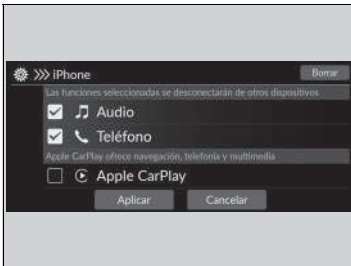 >>> iPhone
Borrar
Las funciones seleccionadas se desconectarán de otros dispositivos
Audio
Teléfono
Apple CarPlay ofrece navegación, telefonía y multimedia
Apple CarPlay
Aplicar
Cancelar